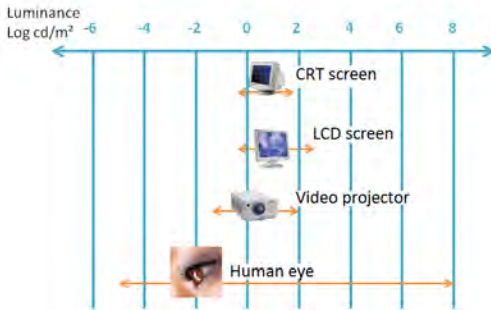 Luminance
Log cd/m²
-6 -4 -2 0 2 4 6 8
CRT screen
LCD screen
Video projector
Human eye